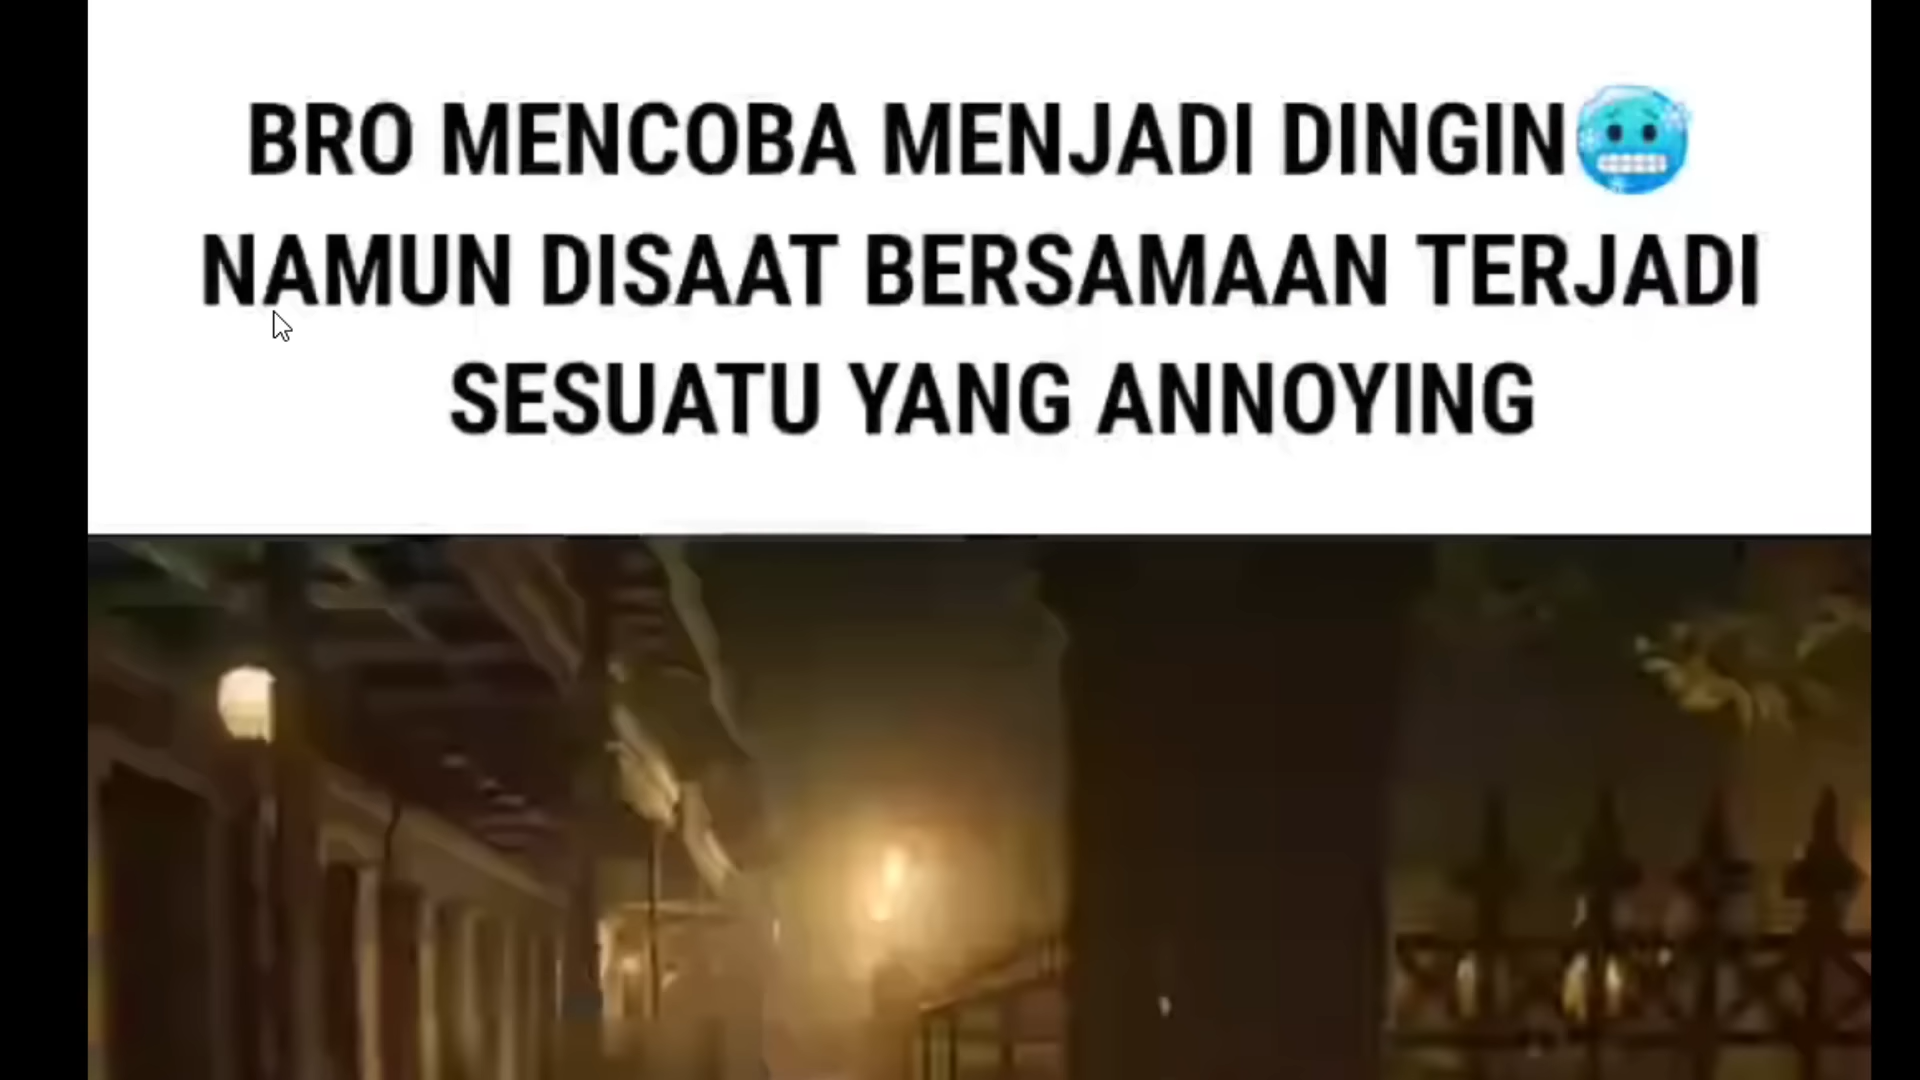 BRO MENCOBA MENJADI DINGIN🥶
NAMUN DISAAT BERSAMAAN TERJADI
SESUATU YANG ANNOYING